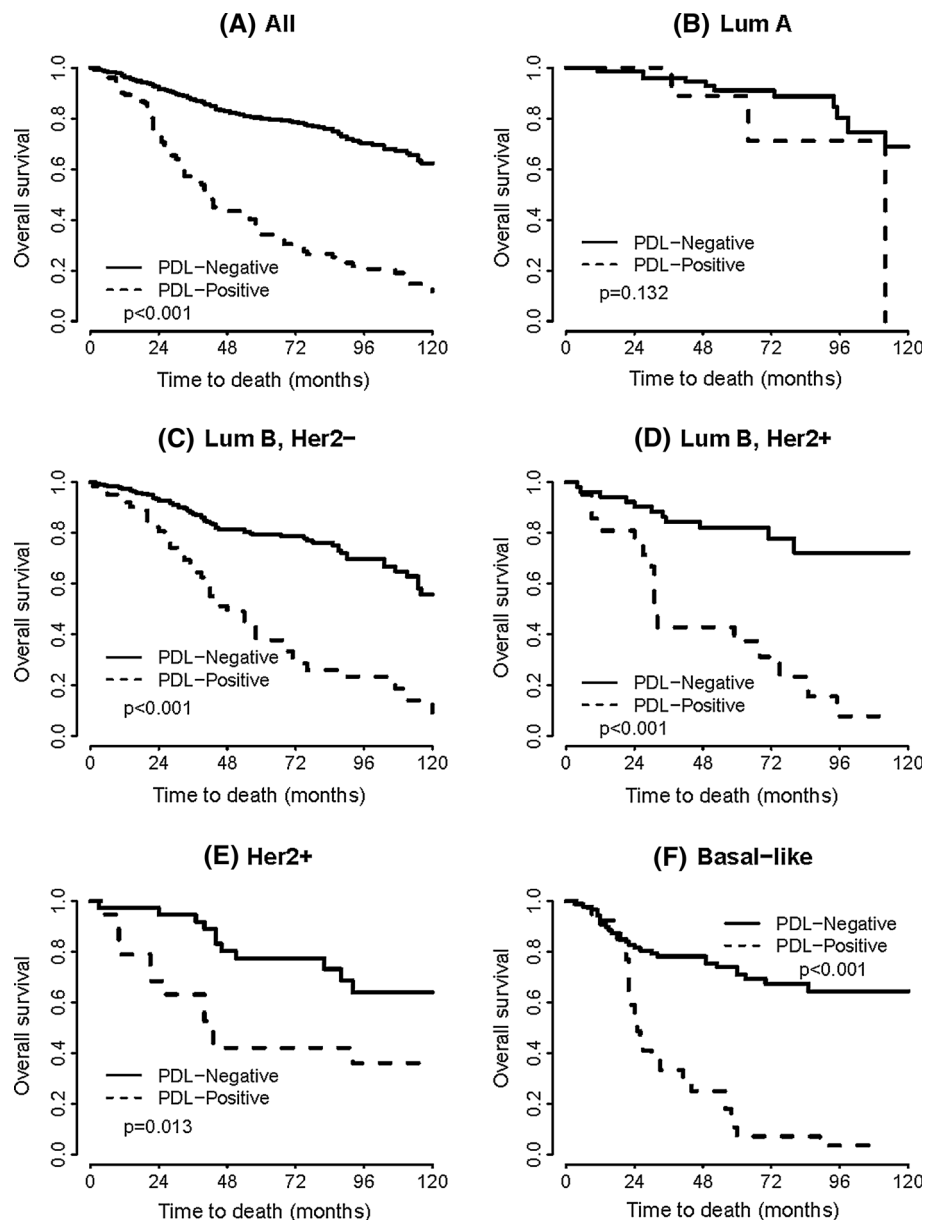 (A) All
Overall survival
1.0
0.8
0.6
0.4
0.2
0.0
PDL−Negative
PDL−Positive
p<0.001
0 24 48 72 96 120
Time to death (months)
(B) Lum A
Overall survival
1.0
0.8
0.6
0.4
0.2
0.0
PDL−Negative
PDL−Positive
p=0.132
0 24 48 72 96 120
Time to death (months)
(C) Lum B, Her2−
Overall survival
1.0
0.8
0.6
0.4
0.2
0.0
PDL−Negative
PDL−Positive
p<0.001
0 24 48 72 96 120
Time to death (months)
(D) Lum B, Her2+
Overall survival
1.0
0.8
0.6
0.4
0.2
0.0
PDL−Negative
PDL−Positive
p<0.001
0 24 48 72 96 120
Time to death (months)
(E) Her2+
Overall survival
1.0
0.8
0.6
0.4
0.2
0.0
PDL−Negative
PDL−Positive
p=0.013
0 24 48 72 96 120
Time to death (months)
(F) Basal−like
Overall survival
1.0
0.8
0.6
0.4
0.2
0.0
PDL−Negative
PDL−Positive
p<0.001
0 24 48 72 96 120
Time to death (months)